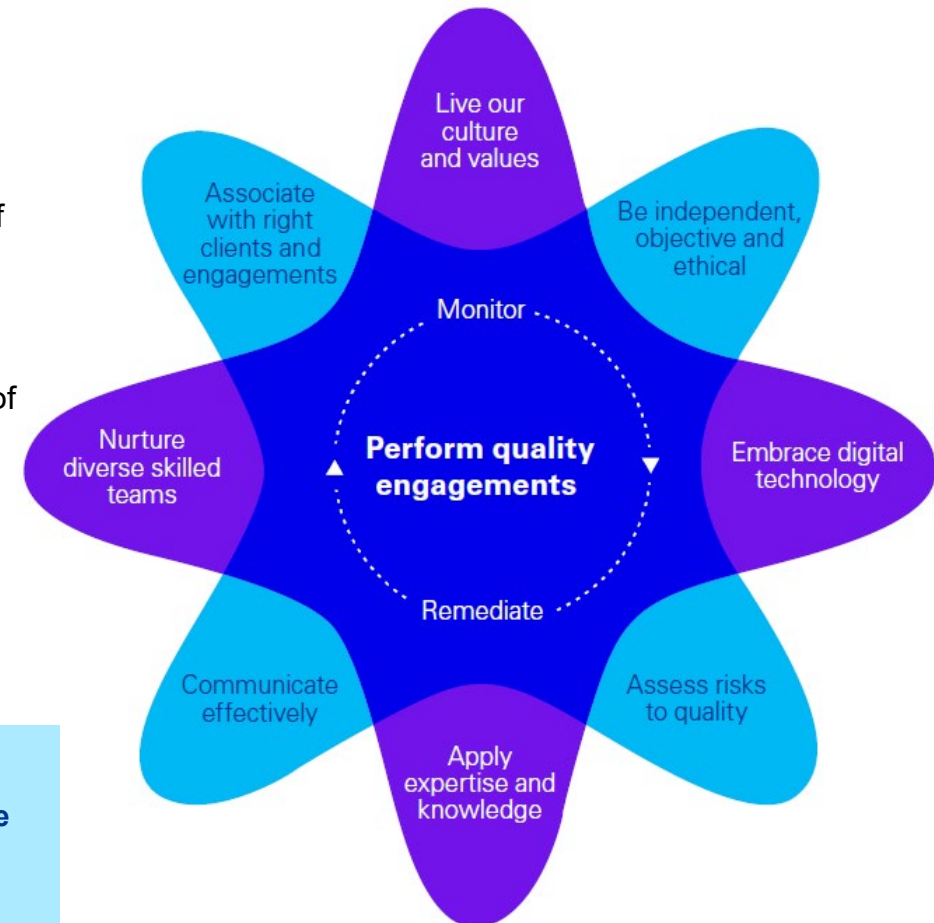 Live our
culture
and values
Associate
with right
clients and
engagements
Be independent,
objective and
ethical
Monitor
Nurture
diverse skilled
teams
Perform quality
engagements
Embrace digital
technology
Remediate
Communicate
effectively
Assess risks
to quality
Apply
expertise and
knowledge
f
of
e